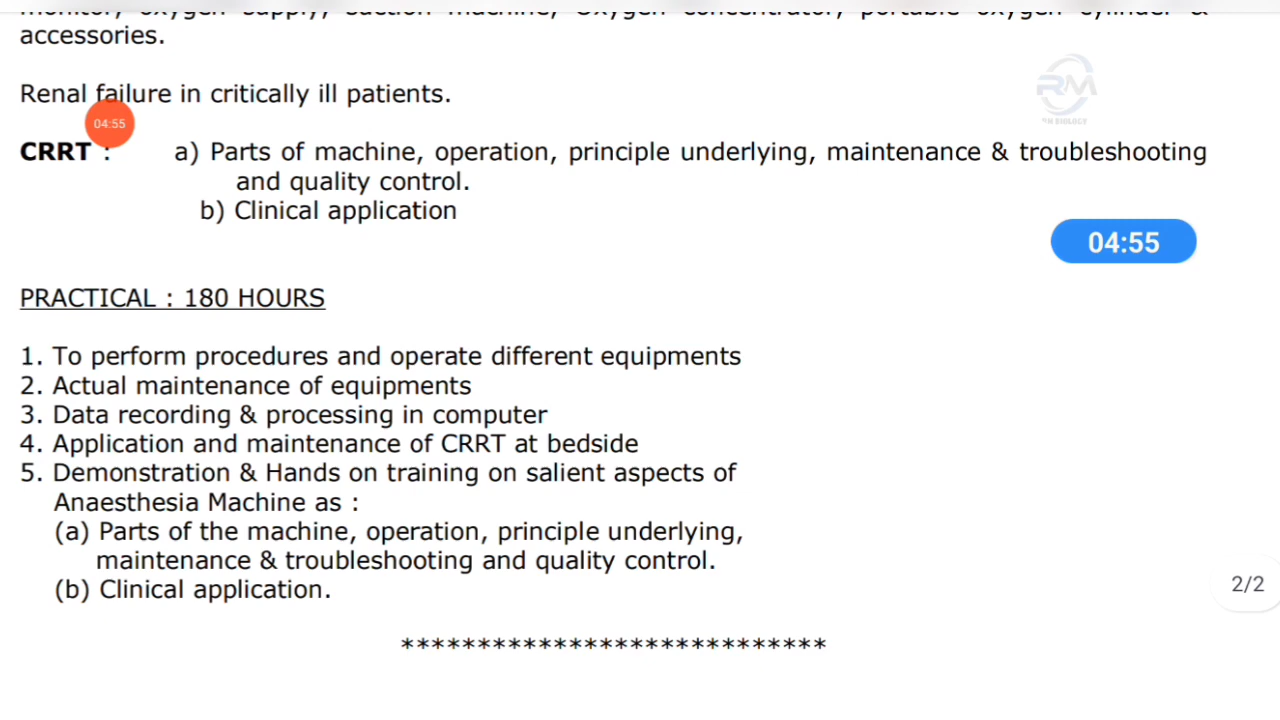 accessories.
Renal failure in critically ill patients.
04:55
CRRT : a) Parts of machine, operation, principle underlying, maintenance & troubleshooting
and quality control.
b) Clinical application
RM
04:55
PRACTICAL : 180 HOURS
1. To perform procedures and operate different equipments
2. Actual maintenance of equipments
3. Data recording & processing in computer
4. Application and maintenance of CRRT at bedside
5. Demonstration & Hands on training on salient aspects of
Anaesthesia Machine as :
(a) Parts of the machine, operation, principle underlying,
maintenance & troubleshooting and quality control.
(b) Clinical application.
2/2
****************************